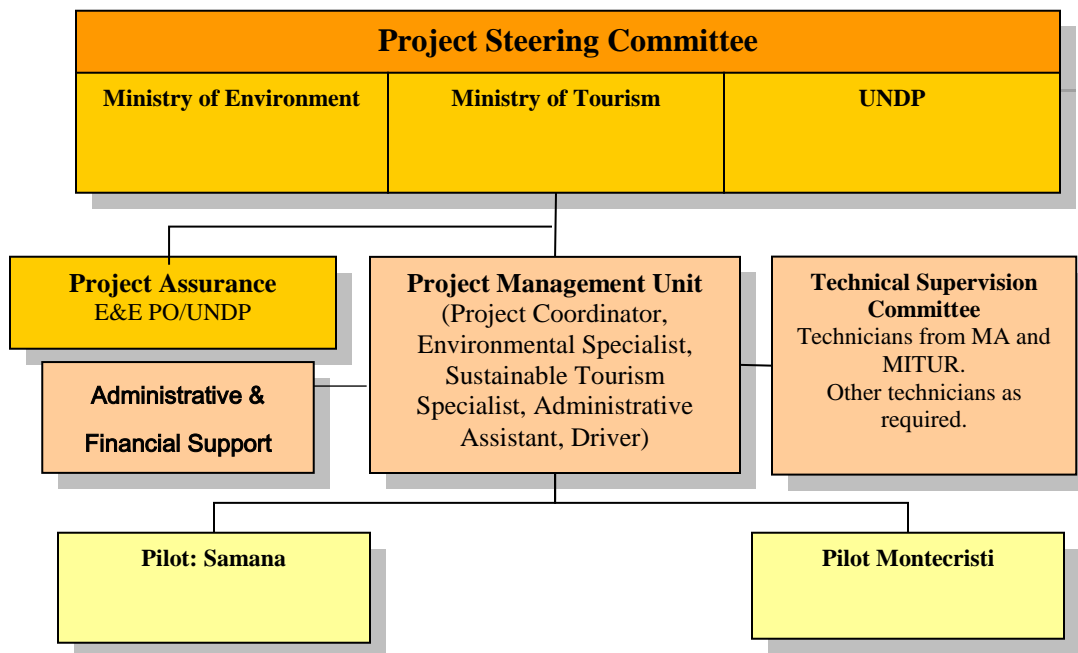 Project Steering Committee
Ministry of Environment
Ministry of Tourism
UNDP
Project Assurance
E&E PO/UNDP
Administrative &
Financial Support
Project Management Unit
(Project Coordinator,
Environmental Specialist,
Sustainable Tourism
Specialist, Administrative
Assistant, Driver)
Technical Supervision
Committee
Technicians from MA and
MITUR.
Other technicians as
required.
Pilot: Samana
Pilot Montecristi